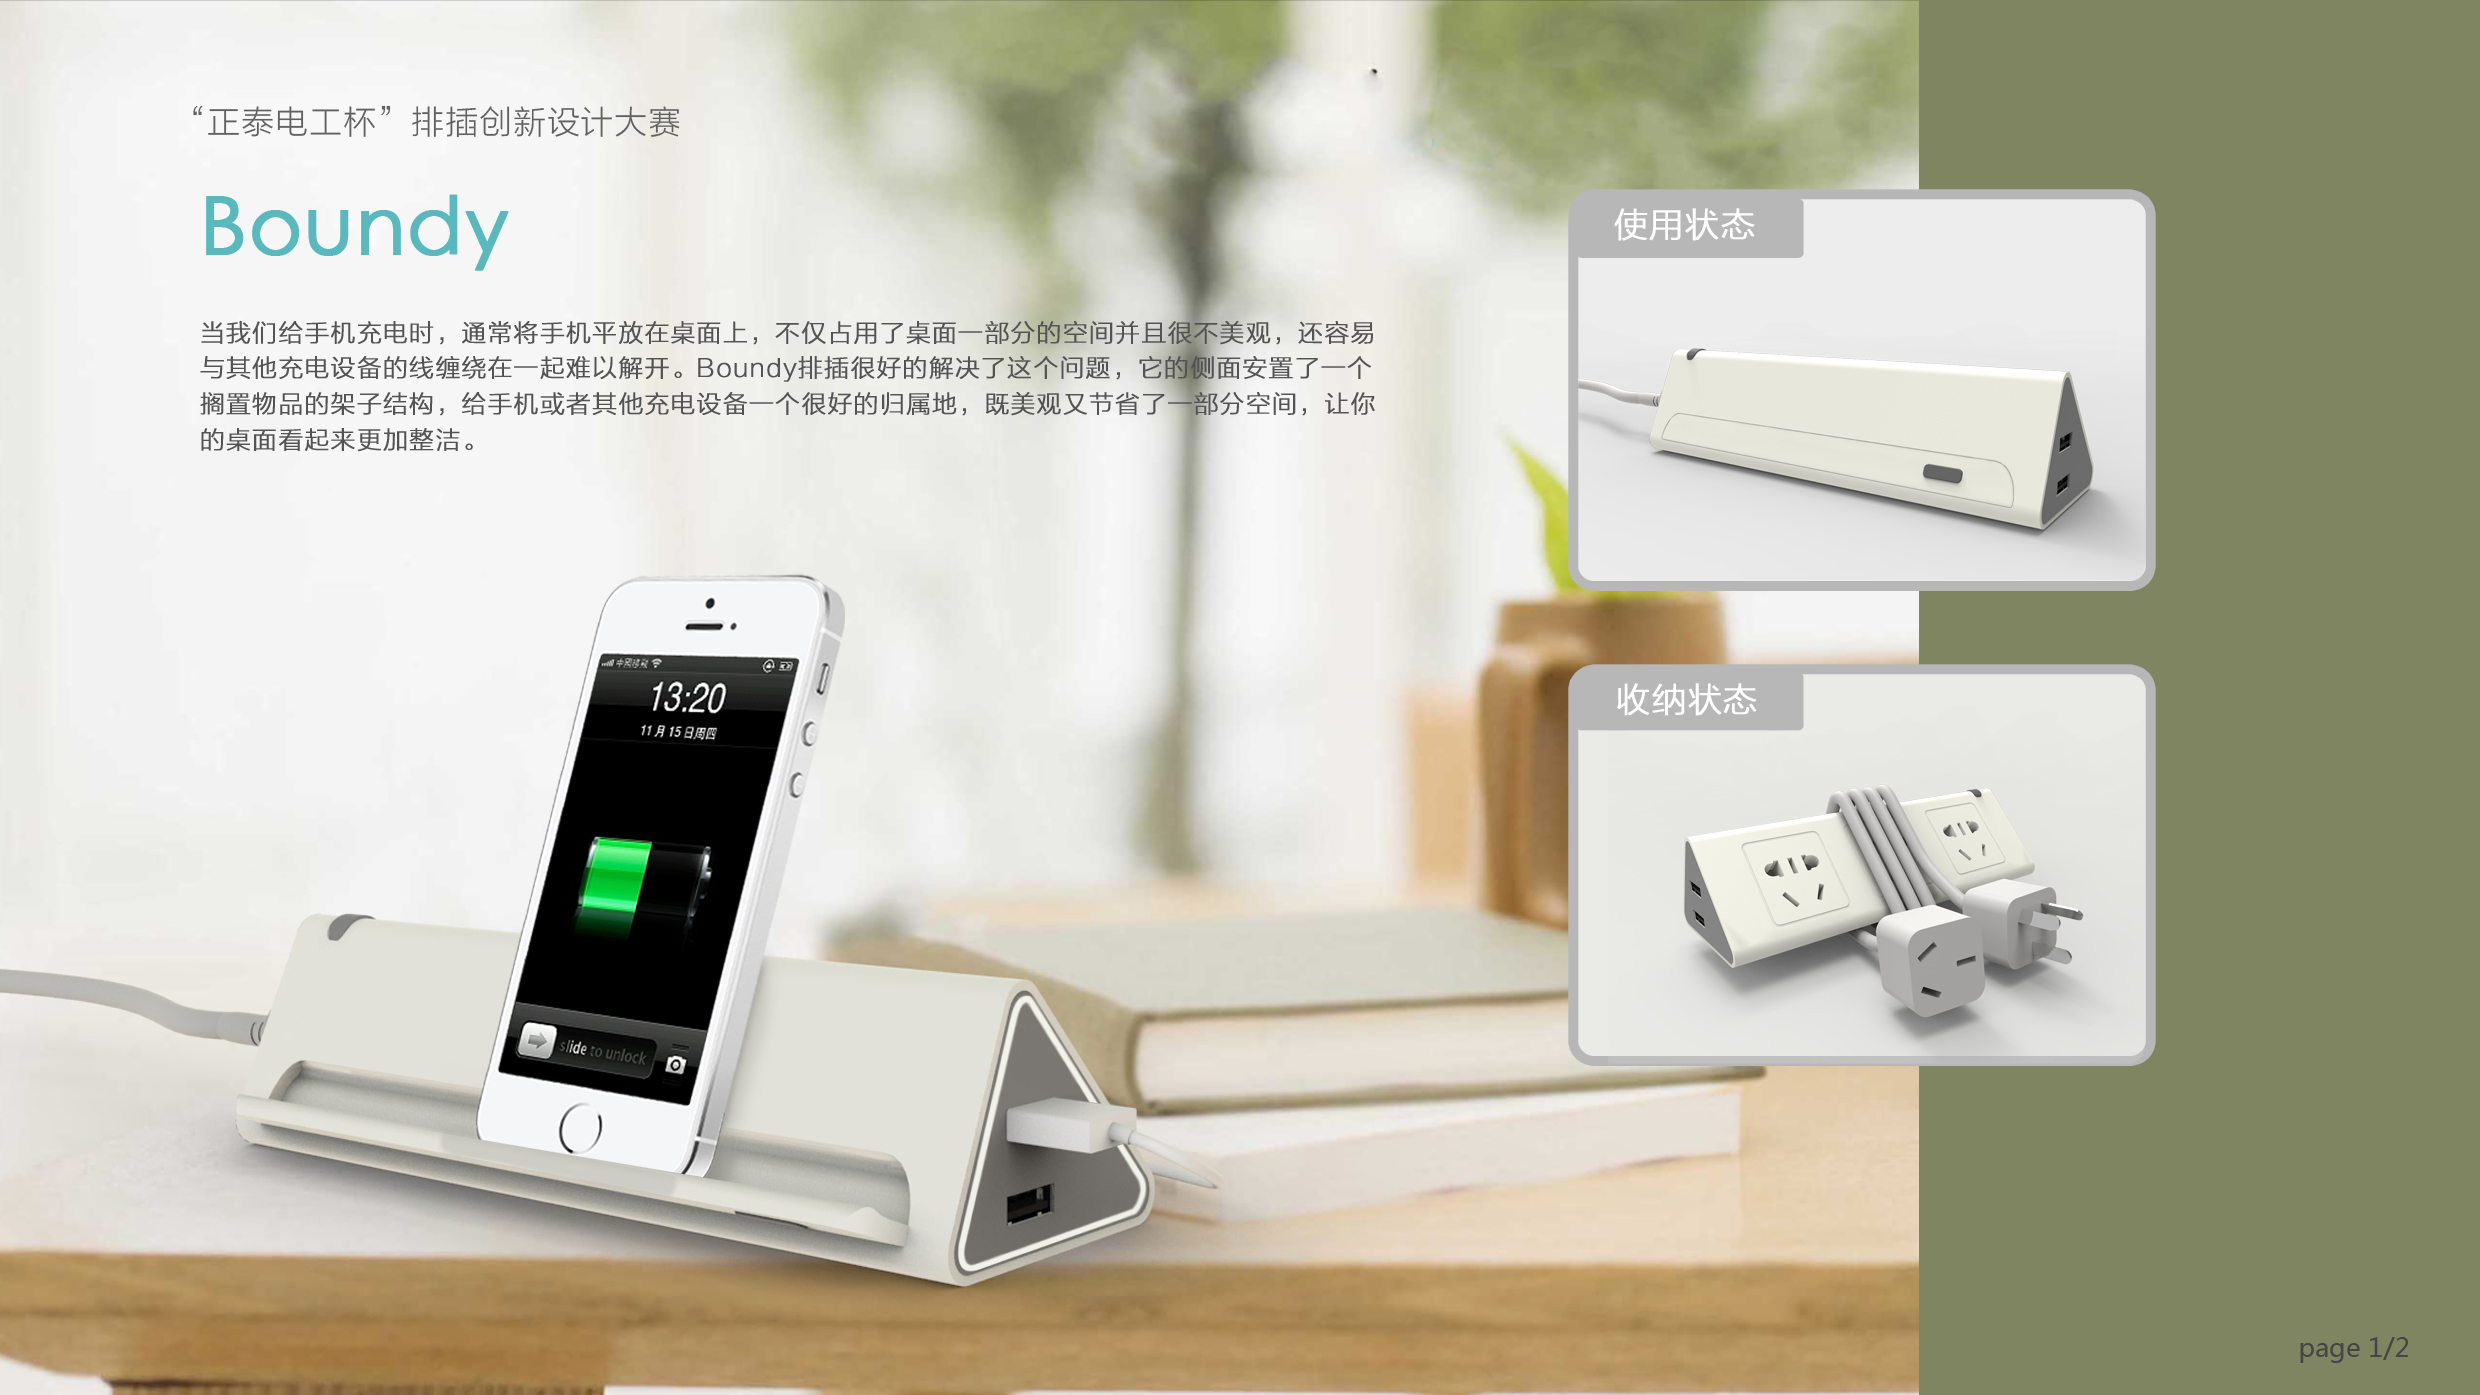 “正泰电工杯”排插创新设计大赛
Boundy
当我们给手机充电时，通常将手机平放在桌面上，不仅占用了桌面一部分的空间并且很不美观，还容易
与其他充电设备的线缠绕在一起难以解开。Boundy排插很好的解决了这个问题，它的侧面安置了一个
搁置物品的架子结构，给手机或者其他充电设备一个很好的归属地，既美观又节省了一部分空间，让你
的桌面看起来更加整洁。
使用状态
收纳状态
中國移動
13:20
11月15日周四
slide to unlock
page 1/2